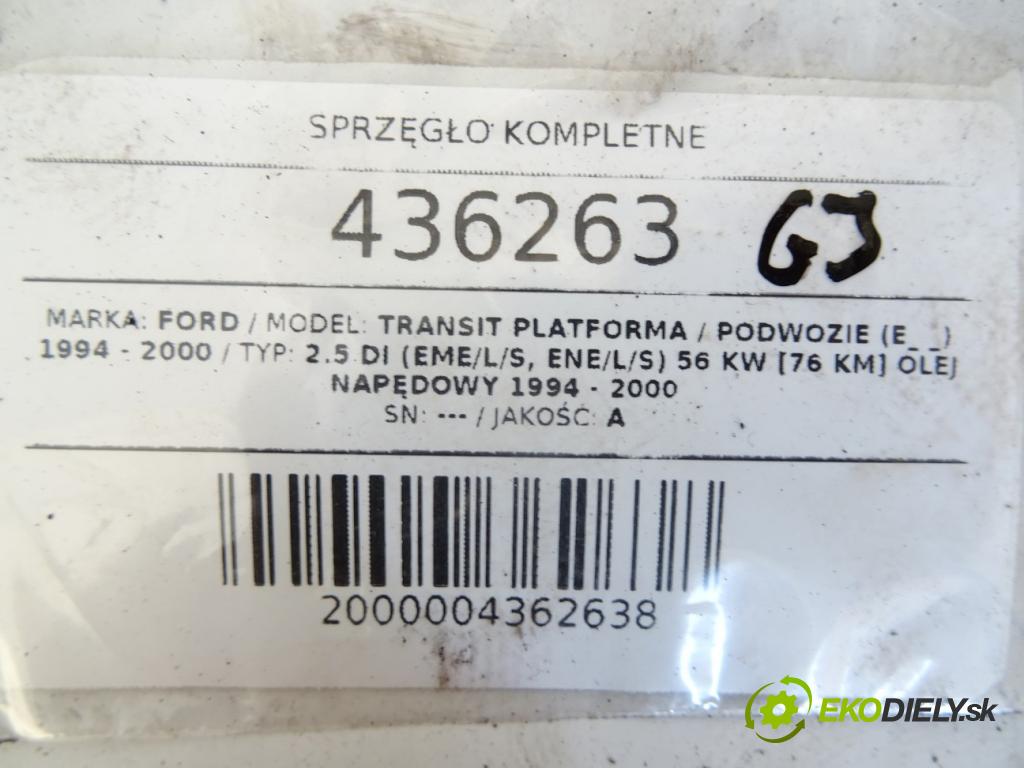 SPRZĘGŁO KOMPLETNE
436263 GJ
MARKA: FORD / MODEL: TRANSIT PLATFORMA / PODWOZIE (E_ _)
1994 - 2000 / TYP: 2.5 DI (EME/L/S, ENE/L/S) 56 KW [76 KM] OLEJ
NAPĘDOWY 1994 - 2000
SN: --- / JAKOŚĆ: A
2000004362638
EKODIELY.sk